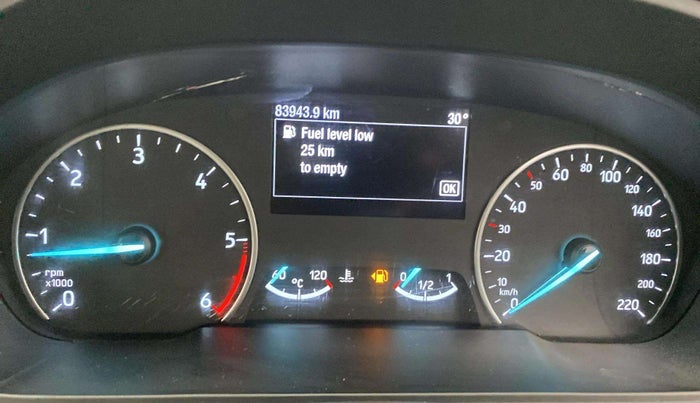 83943.9 km 30°
Fuel level low
25 km
to empty
OK
0 1 2 3 4 5 6
rpm
x1000
60 120
°C
0 1/2 1
0 10 20 30 40 50 60 80 100 120 140 160 180 200 220
km/h